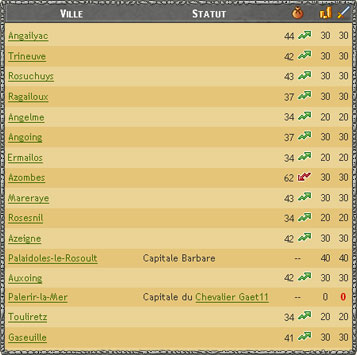 Ville Statut
Angailyac 44 30 30
Trineuve 42 30 30
Rosuchuys 43 30 30
Ragailoux 37 30 30
Angelme 34 20 20
Angoing 37 30 30
Ermailos 34 20 20
Azombes 62 30 30
Mareraye 43 30 30
Rosesnil 34 20 20
Azeigne 42 30 30
Palaidoles-le-Rosoult Capitale Barbare -- 40 40
Auxoing 42 30 30
Palerir-la-Mer Capitale du Chevalier Gaet11 -- 0 0
Touliretz 34 20 20
Gaseuille 41 30 30